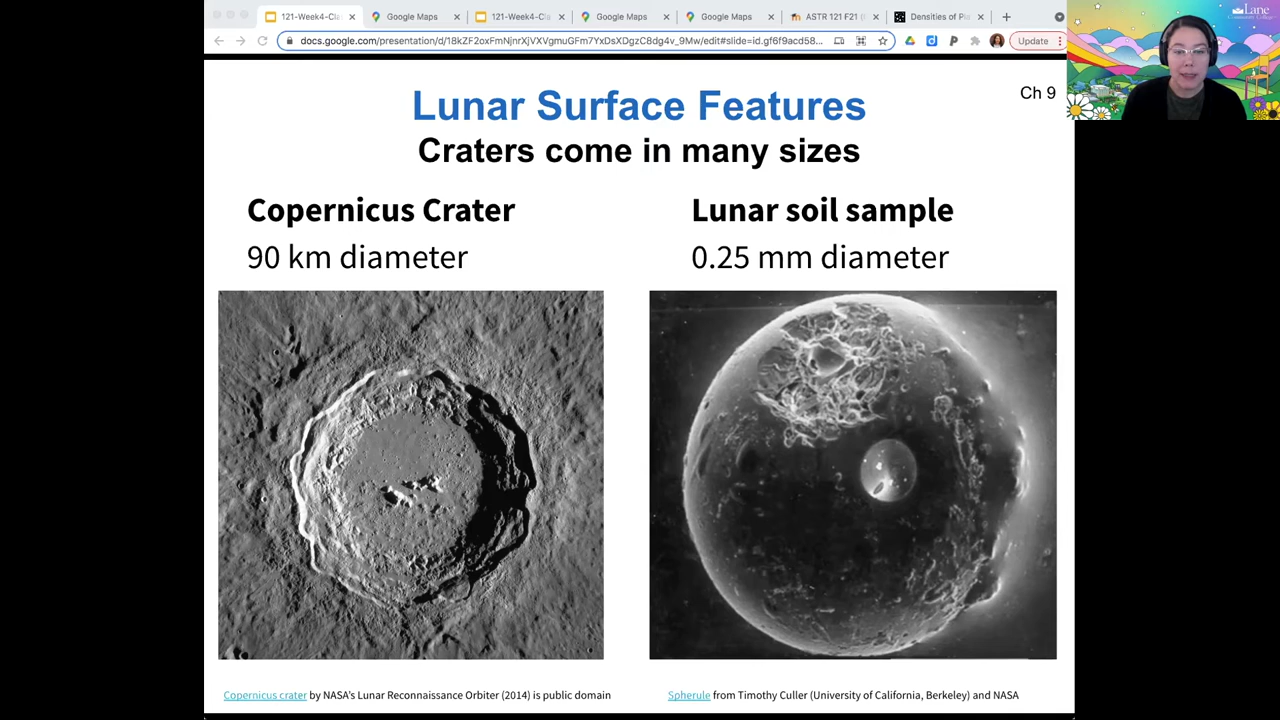 121-Week4-Cla
Google Maps
121-Week4-Cla
Google Maps
Google Maps
ASTR 121 F21 (
Densities of Pla
docs.google.com/presentation/d/18kZF2oxFmNjnrXjVXVgmuGFm7YxDsXDgzC8dg4v_9Mw/edit#slide=id.gf6f9acd58...
Update
Lane
Community College
Ch 9
Lunar Surface Features
Craters come in many sizes
Copernicus Crater
90 km diameter
Lunar soil sample
0.25 mm diameter
Copernicus crater by NASA's Lunar Reconnaissance Orbiter (2014) is public domain
Spherule from Timothy Culler (University of California, Berkeley) and NASA